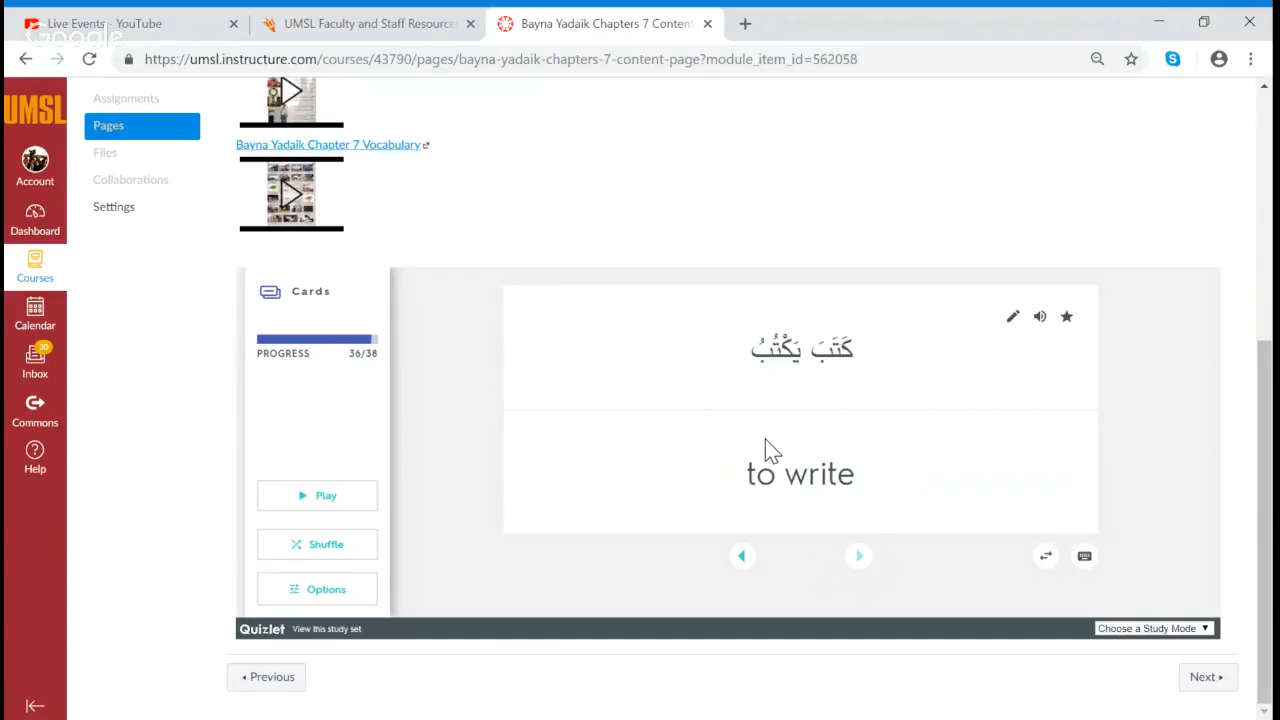 Live Events - YouTube
UMSL Faculty and Staff Resource
Bayna Yadaik Chapters 7 Conten
Google
https://umsl.instructure.com/courses/43790/pages/bayna-yadaik-chapters-7-content-page?module_item_id=562058
UMSL
Account
Dashboard
Courses
Calendar
30
Inbox
Commons
Help
Assignments
Pages
Files
Collaborations
Settings
Bayna Yadaik Chapter 7 Vocabulary
Cards
PROGRESS 36/38
Play
Shuffle
Options
كَتَبَ يَكْتُبُ
to write
Quizlet View this study set
Choose a Study Mode
Previous
Next